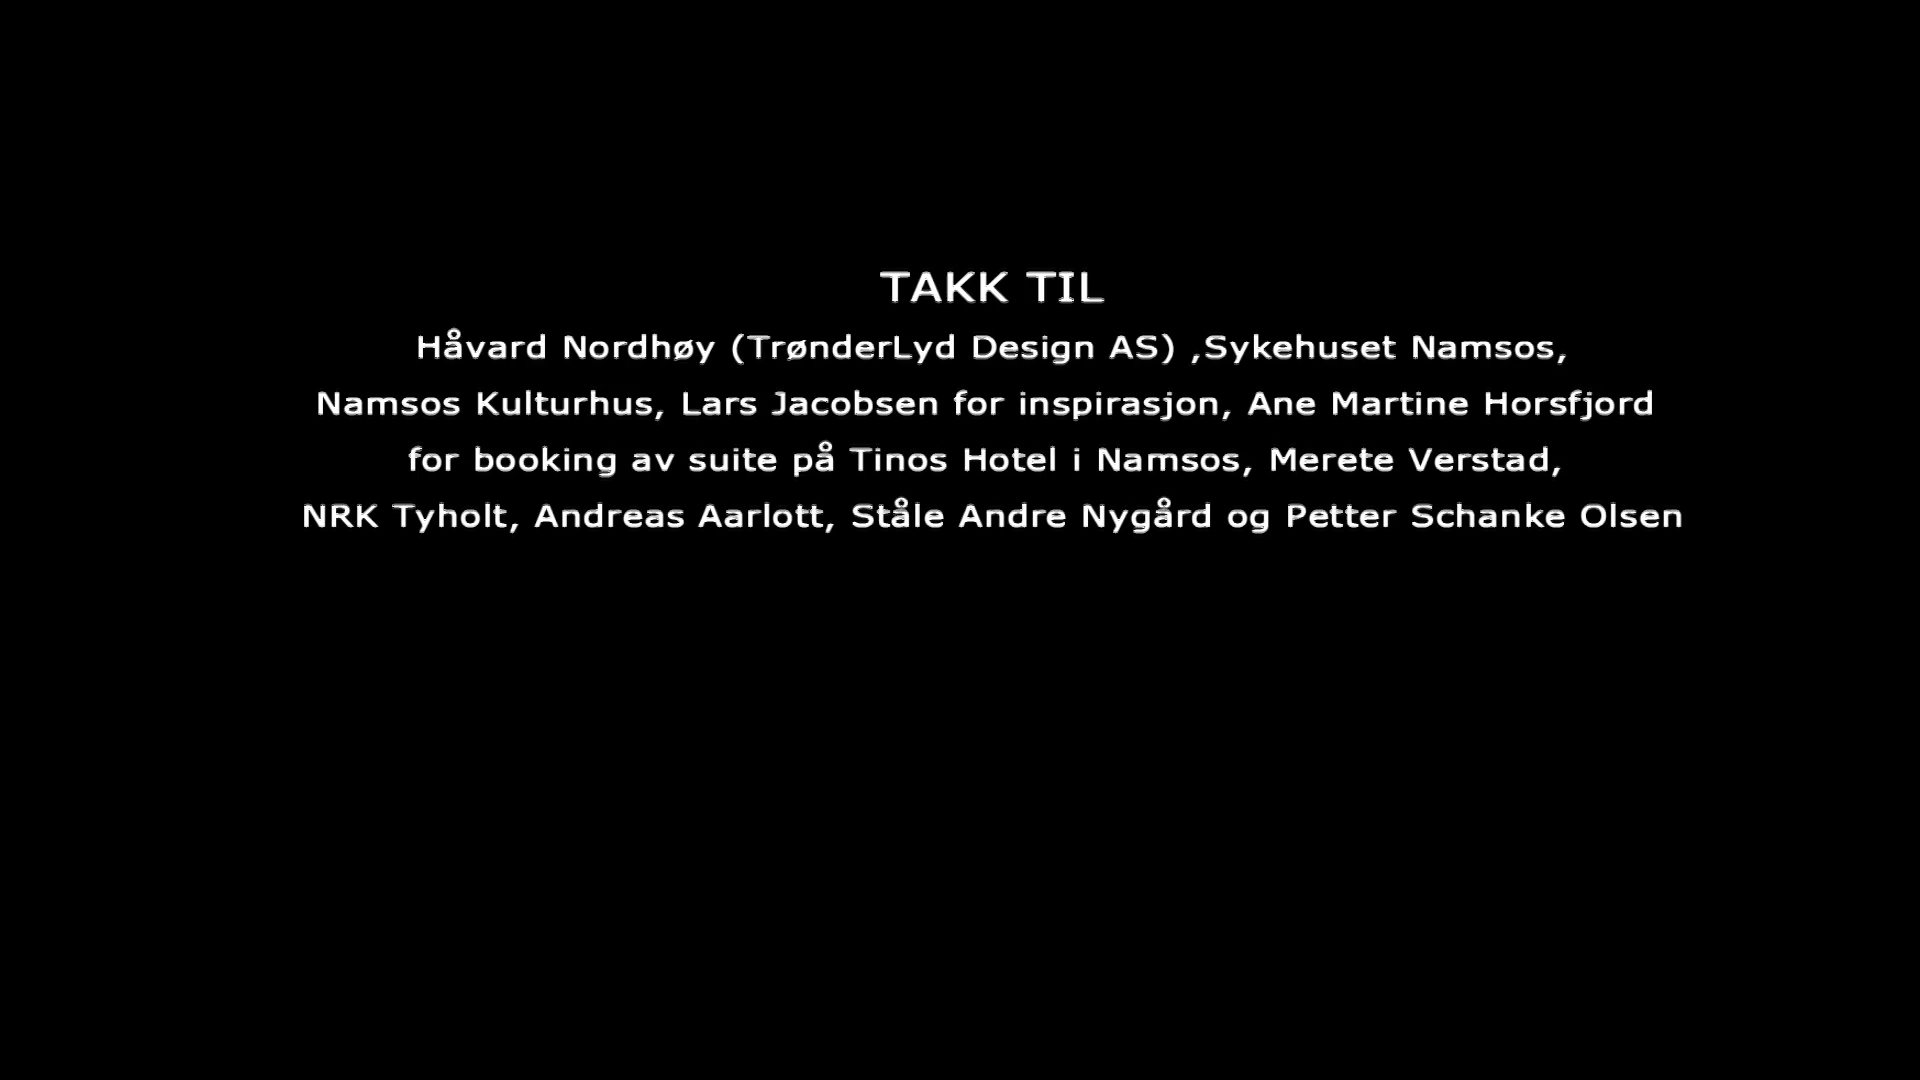 TAKK TIL
Håvard Nordhøy (TrønderLyd Design AS) ,Sykehuset Namsos,
Namsos Kulturhus, Lars Jacobsen for inspirasjon, Ane Martine Horsfjord
for booking av suite på Tinos Hotel i Namsos, Merete Verstad,
NRK Tyholt, Andreas Aarlott, Ståle Andre Nygård og Petter Schanke Olsen